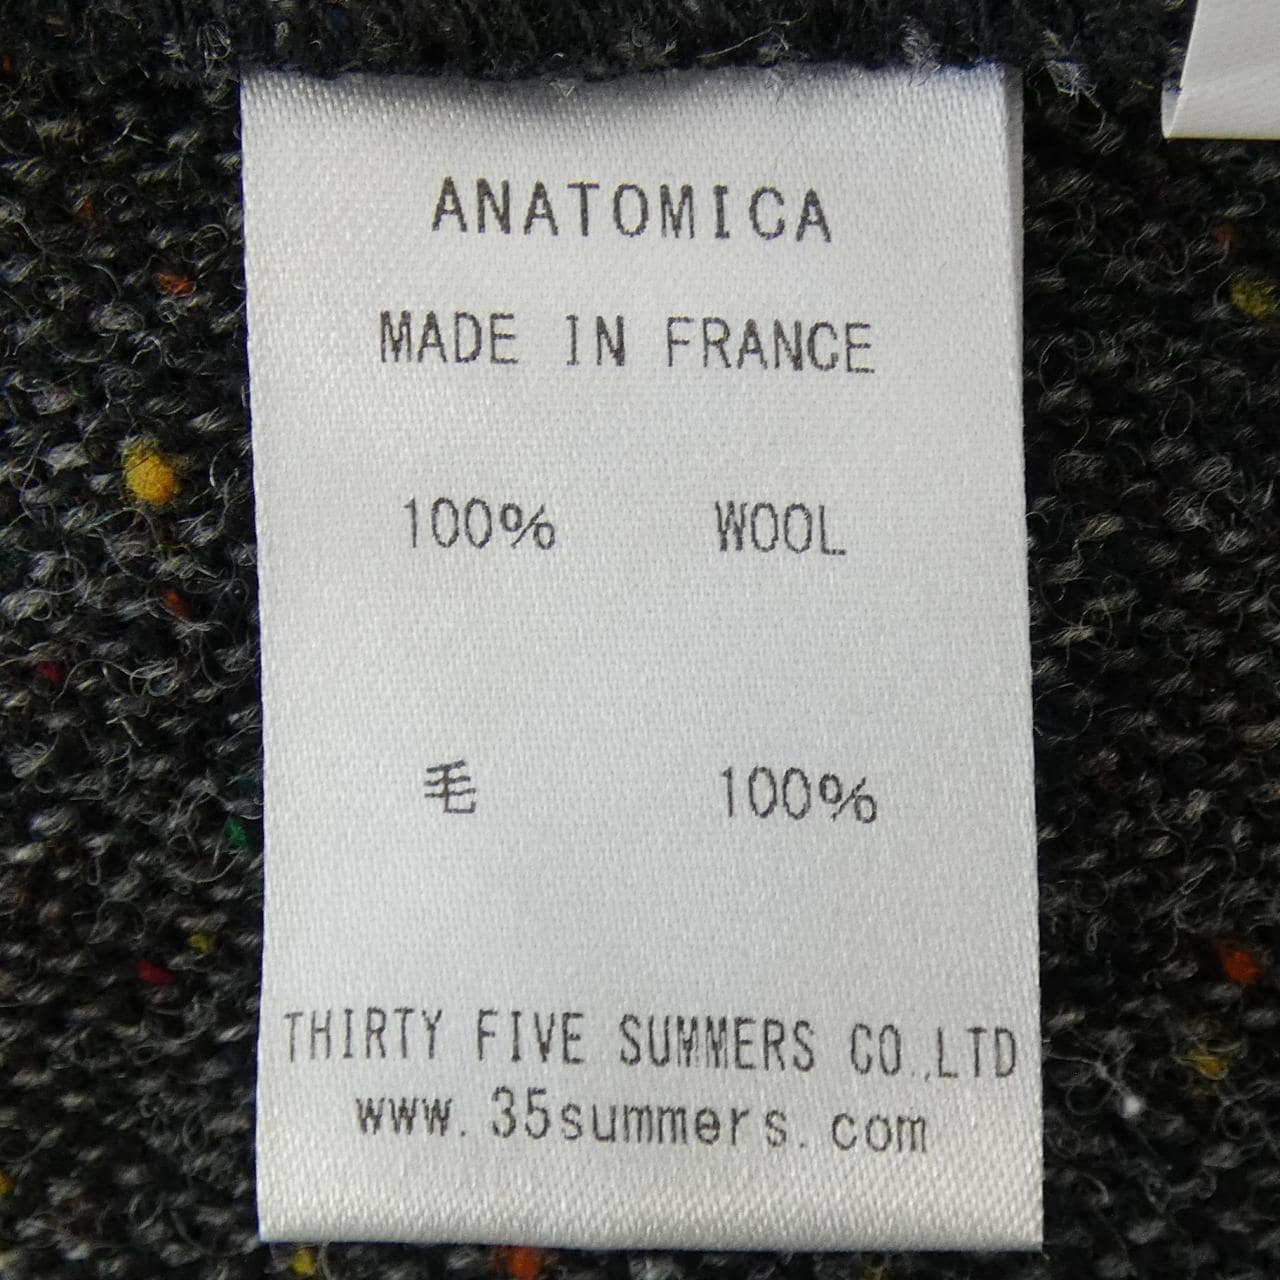 ANATOMICA
MADE IN FRANCE
100% WOOL
毛 100%
THIRTY FIVE SUMMERS CO.,LTD
www.35summers.com